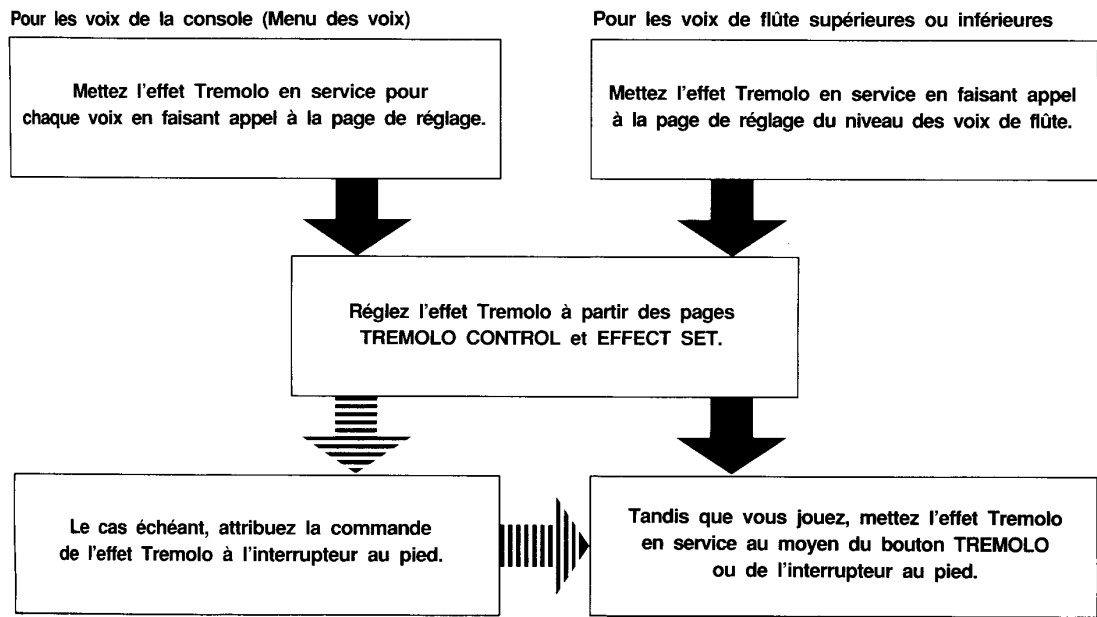 Pour les voix de la console (Menu des voix)
Mettez l'effet Tremolo en service pour
chaque voix en faisant appel à la page de réglage.
Pour les voix de flûte supérieures ou inférieures
Mettez l'effet Tremolo en service en faisant appel
à la page de réglage du niveau des voix de flûte.
Réglez l'effet Tremolo à partir des pages
TREMOLO CONTROL et EFFECT SET.
Le cas échéant, attribuez la commande
de l'effet Tremolo à l'interrupteur au pied.
Tandis que vous jouez, mettez l'effet Tremolo
en service au moyen du bouton TREMOLO
ou de l'interrupteur au pied.